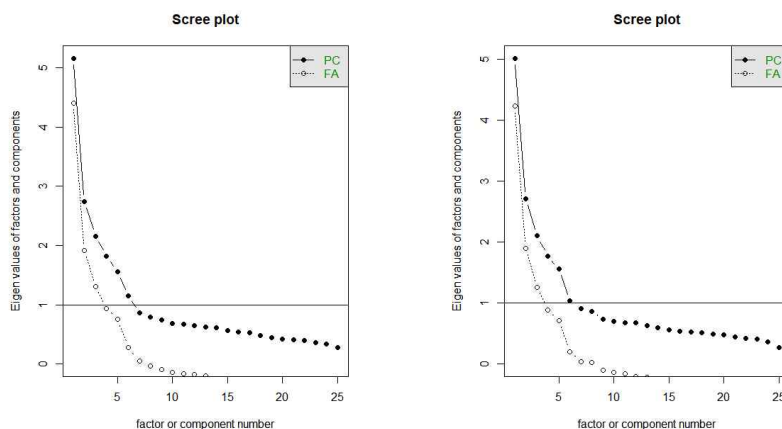 Scree plot
PC
FA
Eigen values of factors and components
5
4
3
2
1
0
5 10 15 20 25
factor or component number
Scree plot
PC
FA
Eigen values of factors and components
5
4
3
2
1
0
5 10 15 20 25
factor or component number